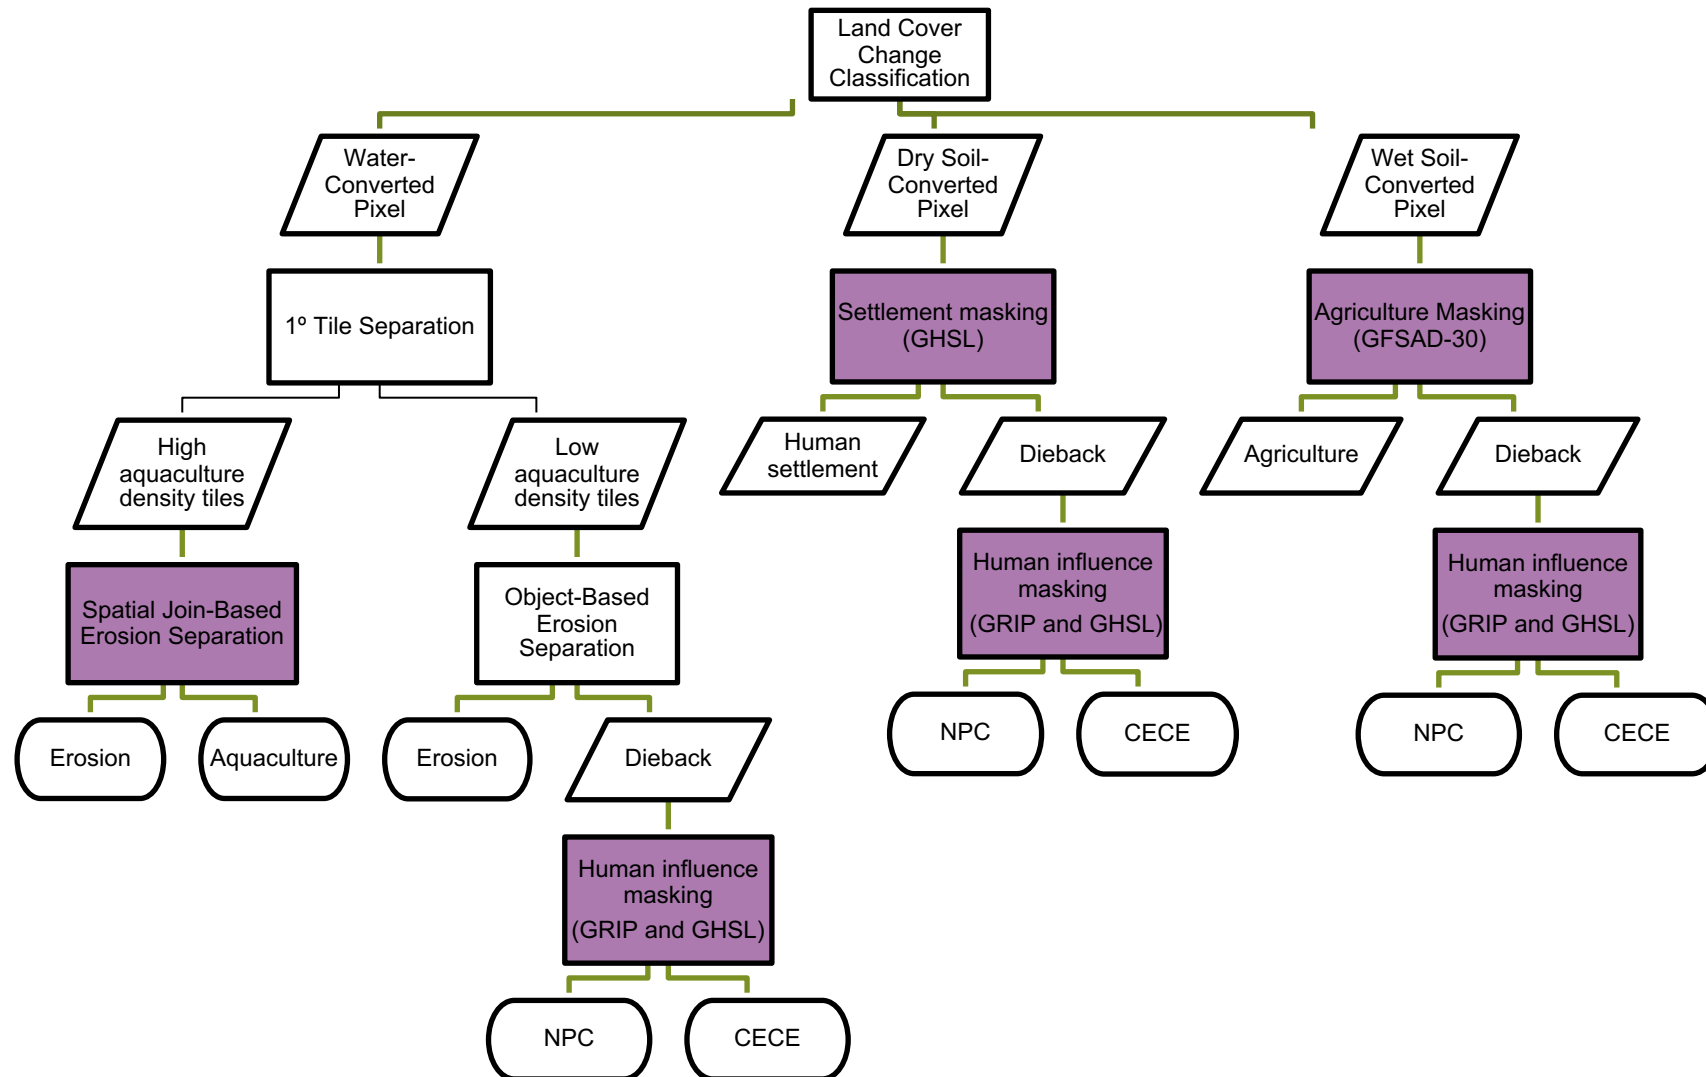 Land Cover
Change
Classification
Water-
Converted
Pixel
Dry Soil-
Converted
Pixel
Wet Soil-
Converted
Pixel
1º Tile Separation
Settlement masking
(GHSL)
Agriculture Masking
(GFSAD-30)
High
aquaculture
density tiles
Low
aquaculture
density tiles
Human
settlement
Dieback
Agriculture
Dieback
Spatial Join-Based
Erosion Separation
Object-Based
Erosion
Separation
Human influence
masking
(GRIP and GHSL)
Human influence
masking
(GRIP and GHSL)
Erosion
Aquaculture
Erosion
Dieback
NPC
CECE
NPC
CECE
Human influence
masking
(GRIP and GHSL)
NPC
CECE